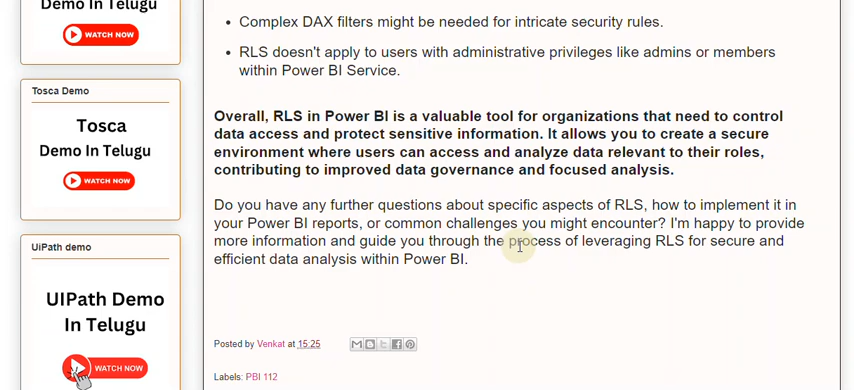 Demo In Telugu
WATCH NOW
Tosca Demo
Tosca
Demo In Telugu
WATCH NOW
UiPath demo
UIPath Demo
In Telugu
WATCH NOW
• Complex DAX filters might be needed for intricate security rules.
• RLS doesn't apply to users with administrative privileges like admins or members
within Power BI Service.
Overall, RLS in Power BI is a valuable tool for organizations that need to control
data access and protect sensitive information. It allows you to create a secure
environment where users can access and analyze data relevant to their roles,
contributing to improved data governance and focused analysis.
Do you have any further questions about specific aspects of RLS, how to implement it in
your Power BI reports, or common challenges you might encounter? I'm happy to provide
more information and guide you through the process of leveraging RLS for secure and
efficient data analysis within Power BI.
Posted by Venkat at 15:25
Labels: PBI 112